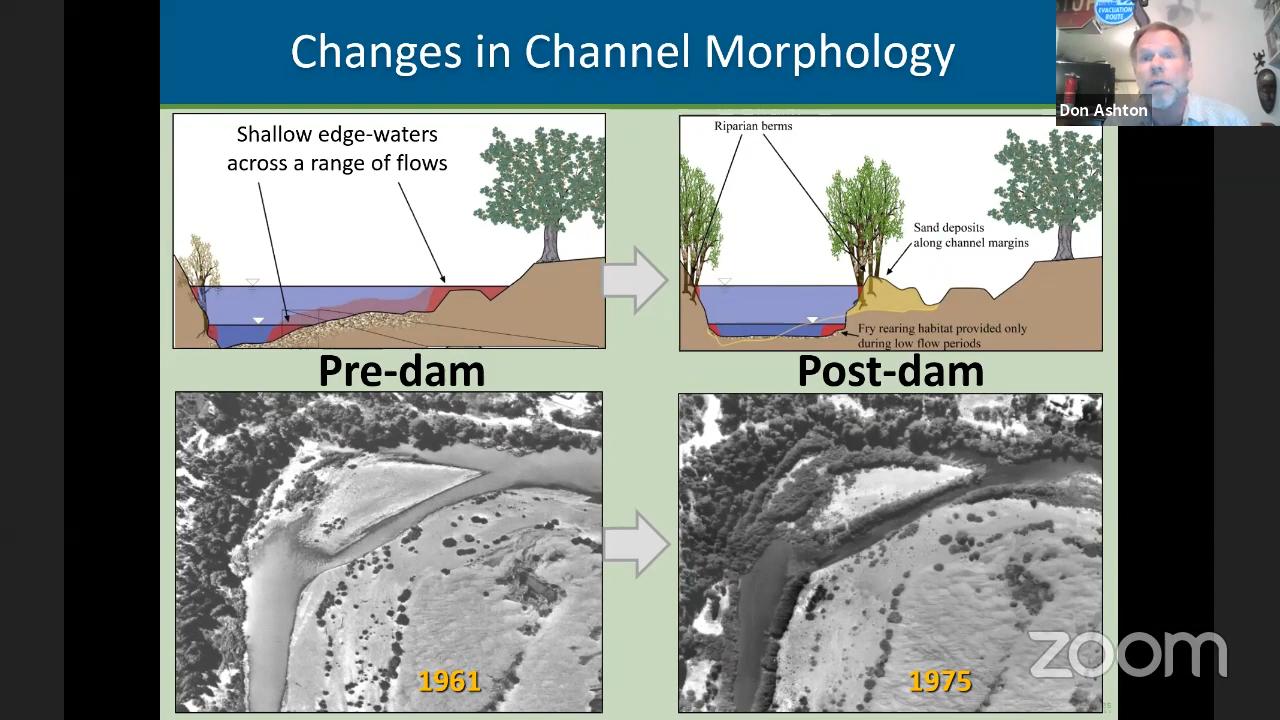 Changes in Channel Morphology
EVACUATION
ROUTE
Don Ashton
Shallow edge-waters
across a range of flows
Riparian berms
Sand deposits
along channel margins
Fry rearing habitat provided only
during low flow periods
Pre-dam
Post-dam
1961
1975
zoom